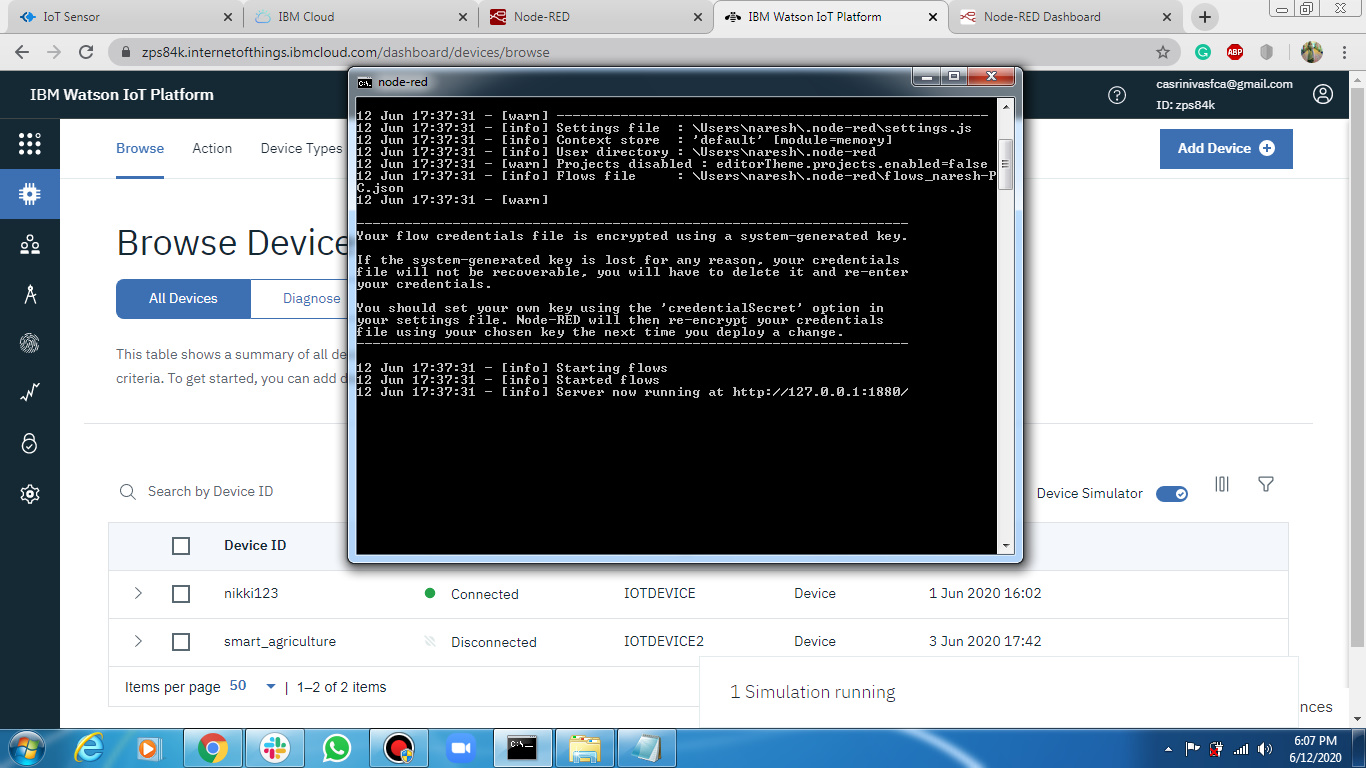 IoT Sensor
IBM Cloud
Node-RED
IBM Watson IoT Platform
Node-RED Dashboard
zps84k.internetofthings.ibmcloud.com/dashboard/devices/browse
ABP
IBM Watson IoT Platform
casrinivasfca@gmail.com
ID: zps84k
Browse
Action
Device Types
Add Device
Browse Device
All Devices
Diagnose
This table shows a summary of all de
criteria. To get started, you can add d
node-red
12 Jun 17:37:31 - [warn] ------------------------------------------------------
12 Jun 17:37:31 - [info] Settings file  : \Users\naresh\.node-red\settings.js
12 Jun 17:37:31 - [info] Context store  : 'default' [module=memory]
12 Jun 17:37:31 - [info] User directory : \Users\naresh\.node-red
12 Jun 17:37:31 - [warn] Projects disabled : editorTheme.projects.enabled=false
12 Jun 17:37:31 - [info] Flows file     : \Users\naresh\.node-red\flows_naresh-P
C.json
12 Jun 17:37:31 - [warn]
---------------------------------------------------------------------
Your flow credentials file is encrypted using a system-generated key.
If the system-generated key is lost for any reason, your credentials
file will not be recoverable, you will have to delete it and re-enter
your credentials.
You should set your own key using the 'credentialSecret' option in
your settings file. Node-RED will then re-encrypt your credentials
file using your chosen key the next time you deploy a change.
---------------------------------------------------------------------
12 Jun 17:37:31 - [info] Starting flows
12 Jun 17:37:31 - [info] Started flows
12 Jun 17:37:31 - [info] Server now running at http://127.0.0.1:1880/
Search by Device ID
Device Simulator
Device ID
nikki123 Connected IOTDEVICE Device 1 Jun 2020 16:02
smart_agriculture Disconnected IOTDEVICE2 Device 3 Jun 2020 17:42
Items per page 50 | 1–2 of 2 items
1 Simulation running
nces
6:07 PM
6/12/2020